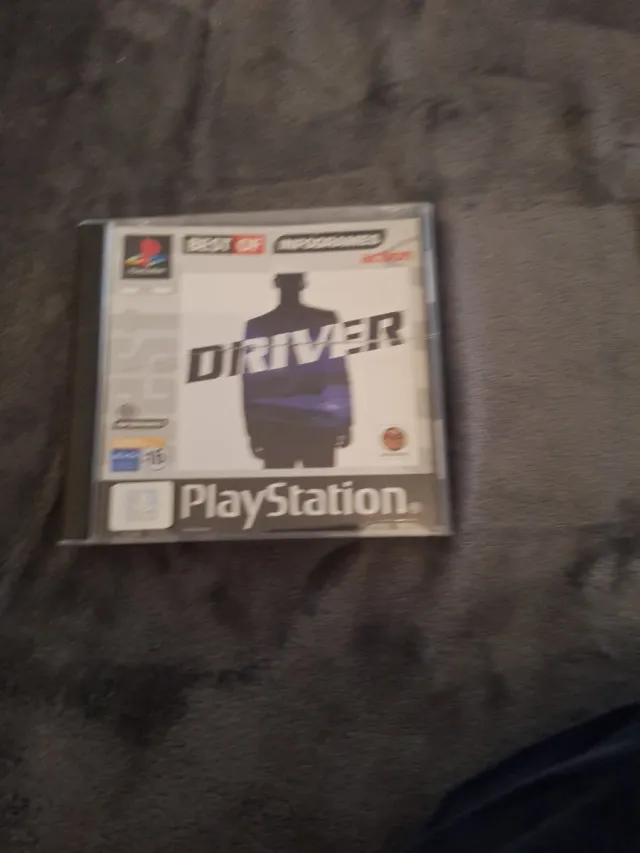 BEST OF INFOGRAMES
action
DRIVER
PlayStation